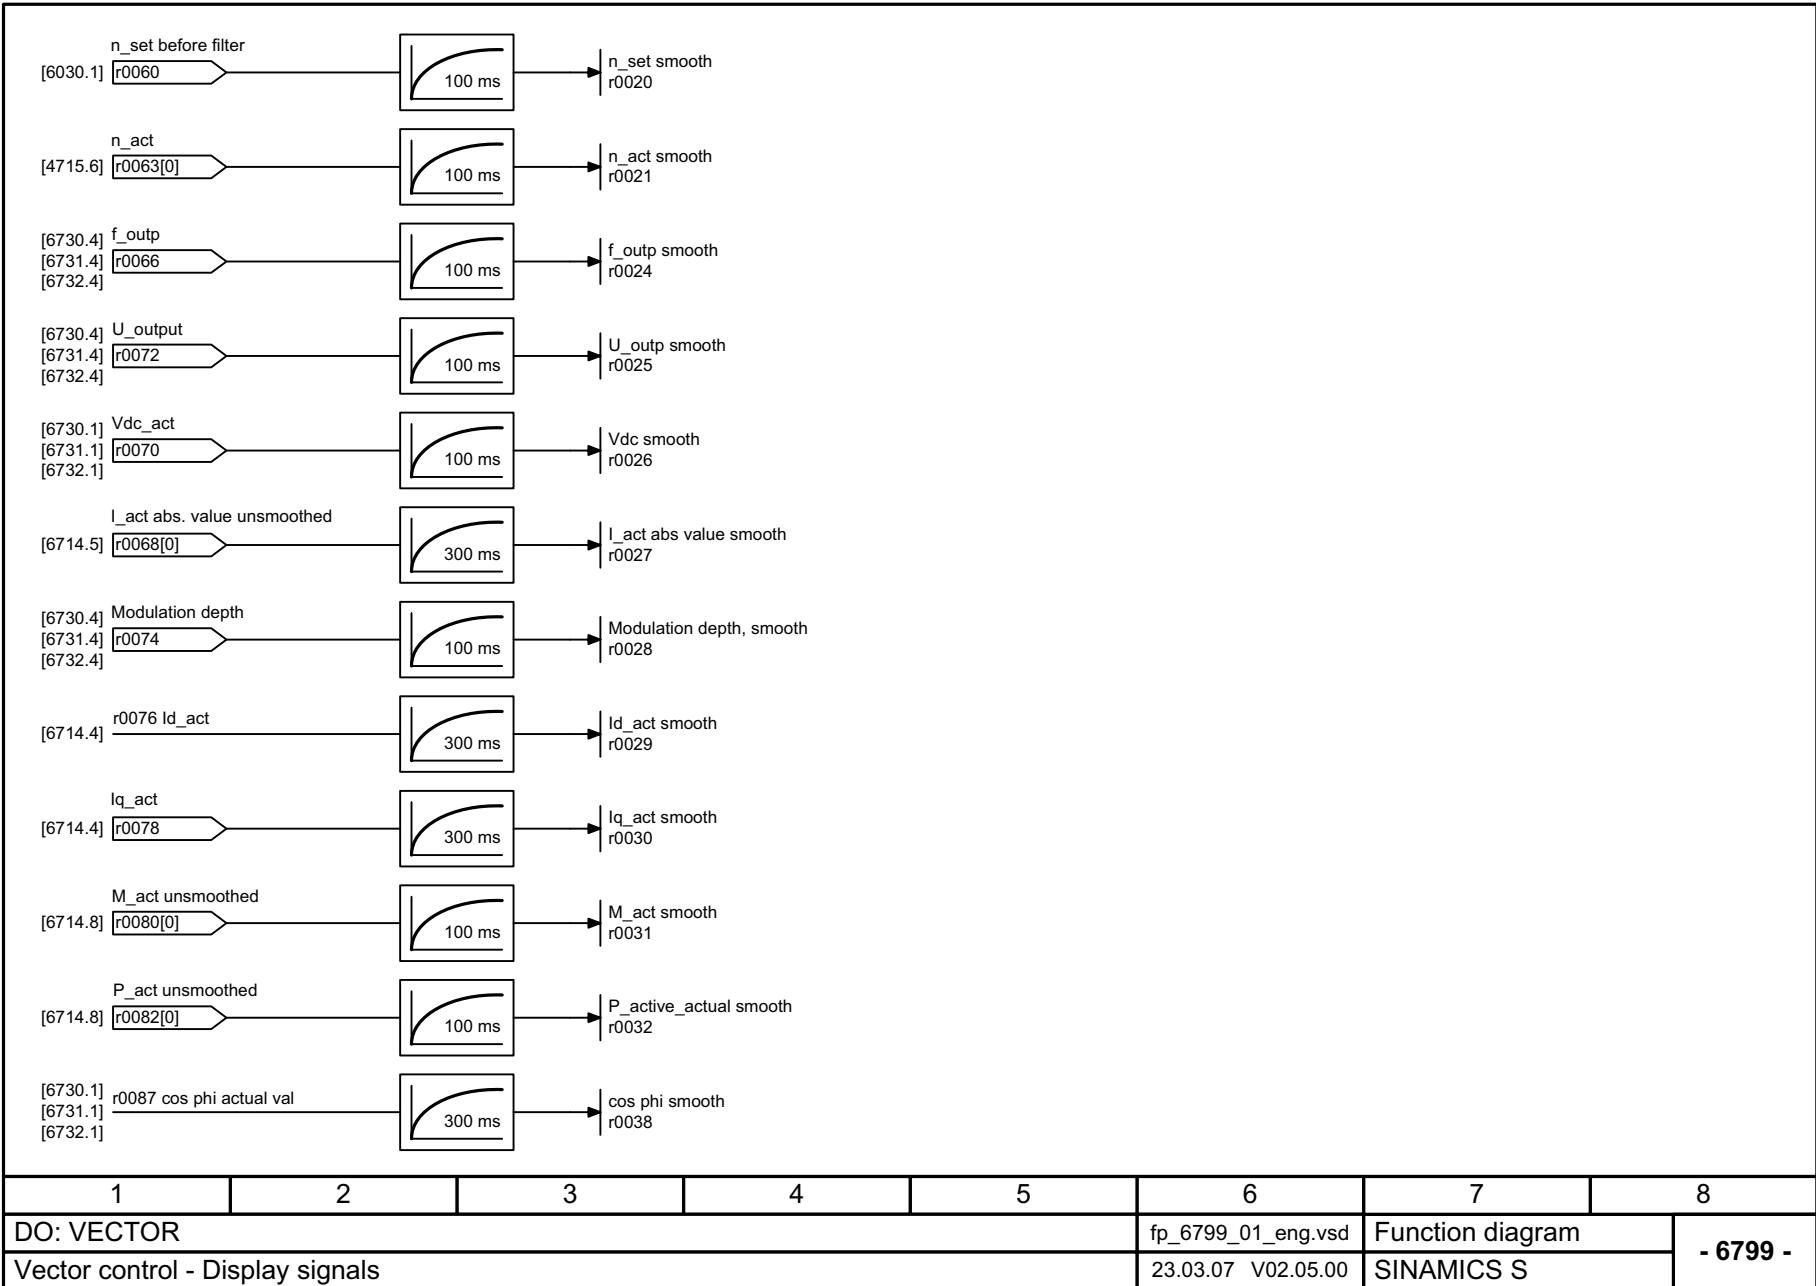 n_set before filter
[6030.1] r0060
100 ms
n_set smooth
r0020
n_act
[4715.6] r0063[0]
100 ms
n_act smooth
r0021
[6730.4] f_outp
[6731.4] r0066
[6732.4]
100 ms
f_outp smooth
r0024
[6730.4] U_output
[6731.4] r0072
[6732.4]
100 ms
U_outp smooth
r0025
[6730.1] Vdc_act
[6731.1] r0070
[6732.1]
100 ms
Vdc smooth
r0026
I_act abs. value unsmoothed
[6714.5] r0068[0]
300 ms
I_act abs value smooth
r0027
[6730.4] Modulation depth
[6731.4] r0074
[6732.4]
100 ms
Modulation depth, smooth
r0028
r0076 Id_act
[6714.4]
300 ms
Id_act smooth
r0029
Iq_act
[6714.4] r0078
300 ms
Iq_act smooth
r0030
M_act unsmoothed
[6714.8] r0080[0]
100 ms
M_act smooth
r0031
P_act unsmoothed
[6714.8] r0082[0]
100 ms
P_active_actual smooth
r0032
[6730.1] r0087 cos phi actual val
[6731.1]
[6732.1]
300 ms
cos phi smooth
r0038
1 2 3 4 5 6 7 8
DO: VECTOR
fp_6799_01_eng.vsd
Function diagram
- 6799 -
Vector control - Display signals
23.03.07 V02.05.00
SINAMICS S